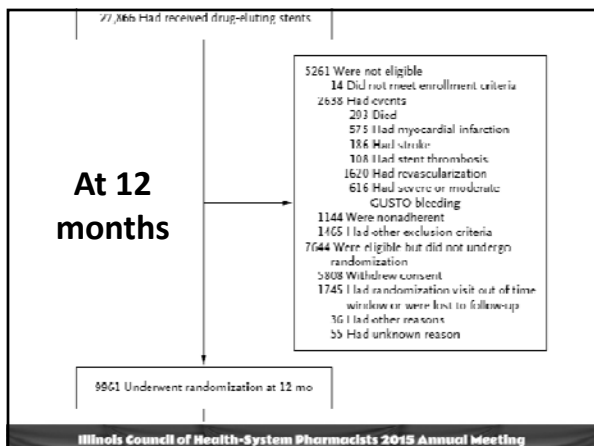 22,866 Had received drug-eluting stents
At 12
months
5261 Were not eligible
14 Did not meet enrollment criteria
2638 Had events
293 Died
575 Had myocardial infarction
186 Had stroke
108 Had stent thrombosis
1620 Had revascularization
616 Had severe or moderate
GUSTO bleeding
1144 Were nonadherent
1465 Had other exclusion criteria
7644 Were eligible but did not undergo
randomization
5808 Withdrew consent
1745 Had randomization visit out of time
window or were lost to follow-up
36 Had other reasons
55 Had unknown reason
9961 Underwent randomization at 12 mo
Illinois Council of Health-System Pharmacists 2015 Annual Meeting